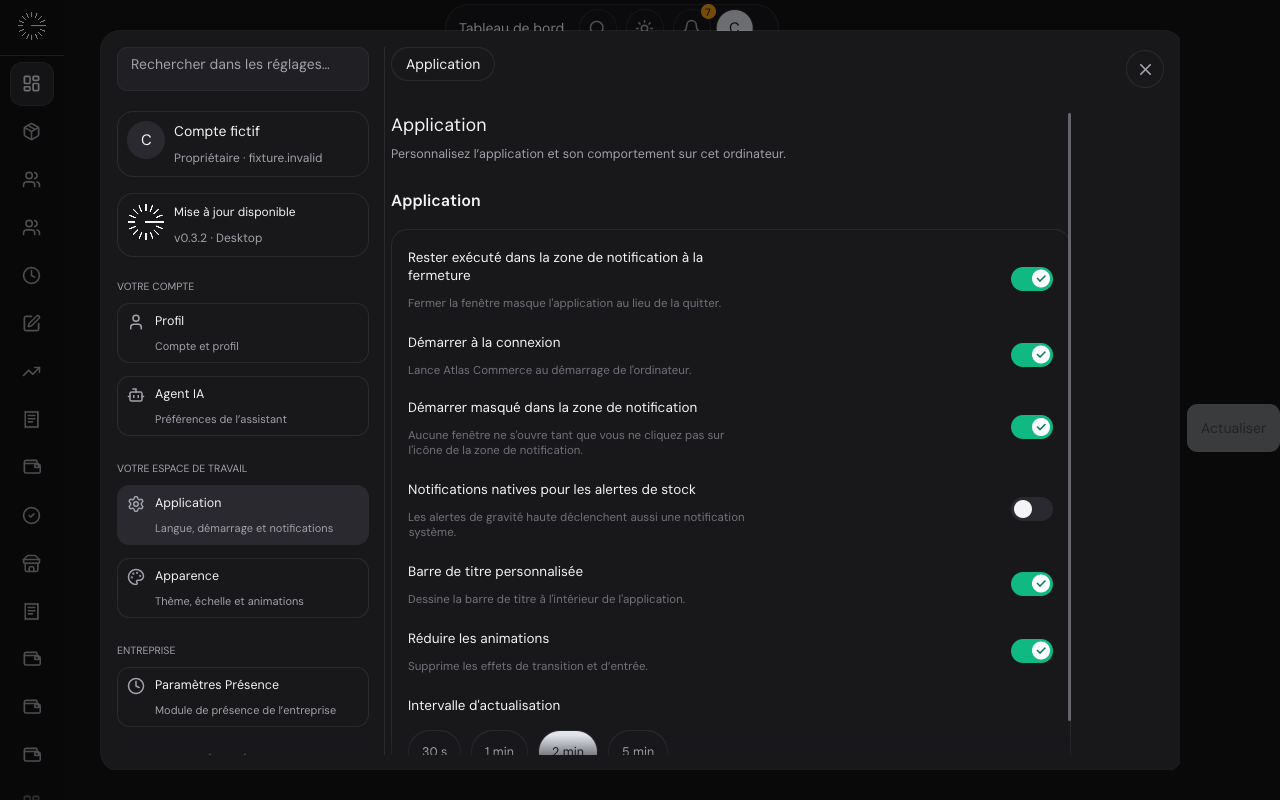 Tableau de bord
7
C
Rechercher dans les réglages…
Application
C
Compte fictif
Propriétaire · fixture.invalid
Mise à jour disponible
v0.3.2 · Desktop
VOTRE COMPTE
Profil
Compte et profil
Agent IA
Préférences de l’assistant
VOTRE ESPACE DE TRAVAIL
Application
Langue, démarrage et notifications
Apparence
Thème, échelle et animations
ENTREPRISE
Paramètres Présence
Module de présence de l’entreprise
Application
Personnalisez l’application et son comportement sur cet ordinateur.
Application
Rester exécuté dans la zone de notification à la
fermeture
Fermer la fenêtre masque l’application au lieu de la quitter.
Démarrer à la connexion
Lance Atlas Commerce au démarrage de l’ordinateur.
Démarrer masqué dans la zone de notification
Aucune fenêtre ne s’ouvre tant que vous ne cliquez pas sur
l’icône de la zone de notification.
Notifications natives pour les alertes de stock
Les alertes de gravité haute déclenchent aussi une notification
système.
Barre de titre personnalisée
Dessine la barre de titre à l’intérieur de l’application.
Réduire les animations
Supprime les effets de transition et d’entrée.
Intervalle d’actualisation
30 s
1 min
2 min
5 min
Actualiser